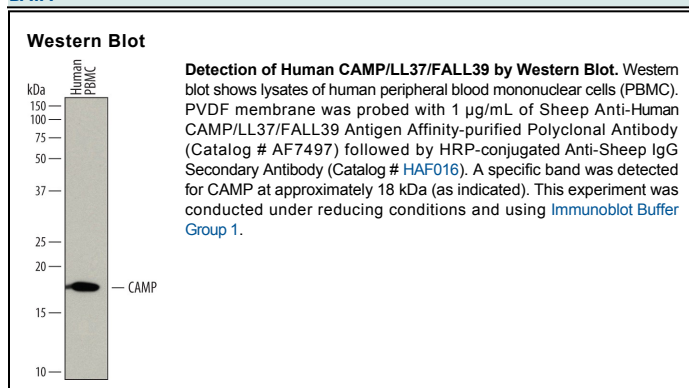 Western Blot
Human
PBMC
kDa
150
100
75
50
37
25
20
15
10
CAMP
Detection of Human CAMP/LL37/FALL39 by Western Blot. Western
blot shows lysates of human peripheral blood mononuclear cells (PBMC).
PVDF membrane was probed with 1 µg/mL of Sheep Anti-Human
CAMP/LL37/FALL39 Antigen Affinity-purified Polyclonal Antibody
(Catalog # AF7497) followed by HRP-conjugated Anti-Sheep IgG
Secondary Antibody (Catalog # HAF016). A specific band was detected
for CAMP at approximately 18 kDa (as indicated). This experiment was
conducted under reducing conditions and using Immunoblot Buffer
Group 1.